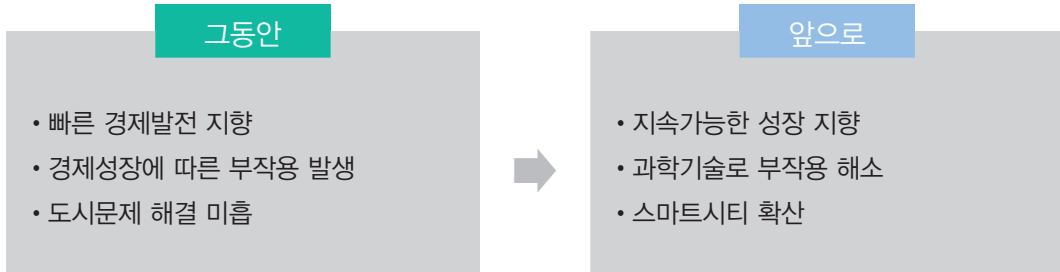 그동안
• 빠른 경제발전 지향
• 경제성장에 따른 부작용 발생
• 도시문제 해결 미흡
앞으로
• 지속가능한 성장 지향
• 과학기술로 부작용 해소
• 스마트시티 확산